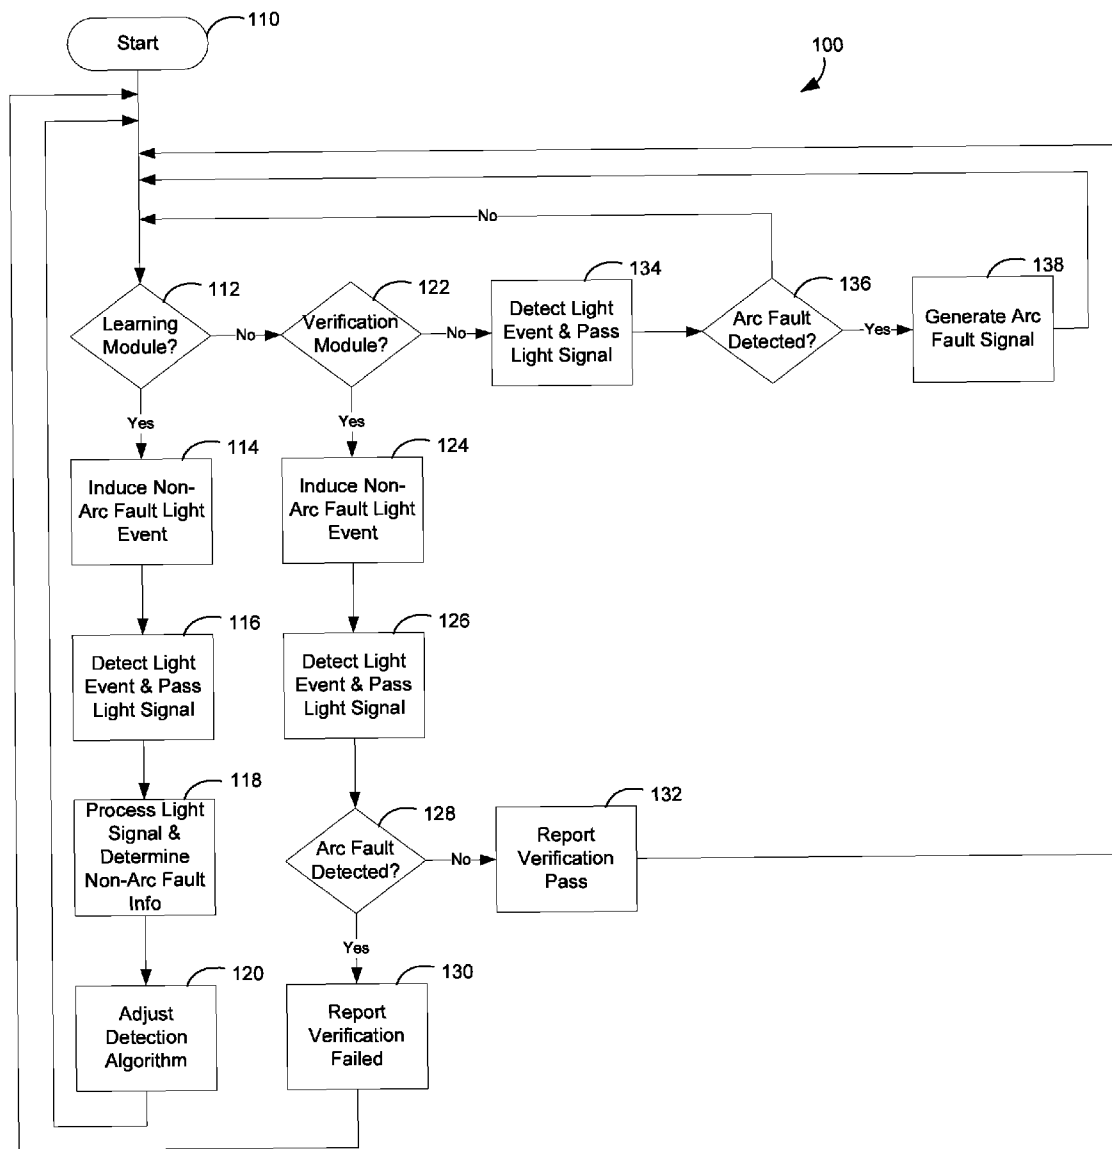 110
Start
100
No
112
Learning
Module?
No
122
Verification
Module?
No
134
Detect Light
Event & Pass
Light Signal
136
Arc Fault
Detected?
Yes
138
Generate Arc
Fault Signal
Yes
Yes
114
Induce Non-
Arc Fault Light
Event
124
Induce Non-
Arc Fault Light
Event
116
Detect Light
Event & Pass
Light Signal
126
Detect Light
Event & Pass
Light Signal
118
Process Light
Signal &
Determine
Non-Arc Fault
Info
128
Arc Fault
Detected?
No
132
Report
Verification
Pass
Yes
120
Adjust
Detection
Algorithm
130
Report
Verification
Failed